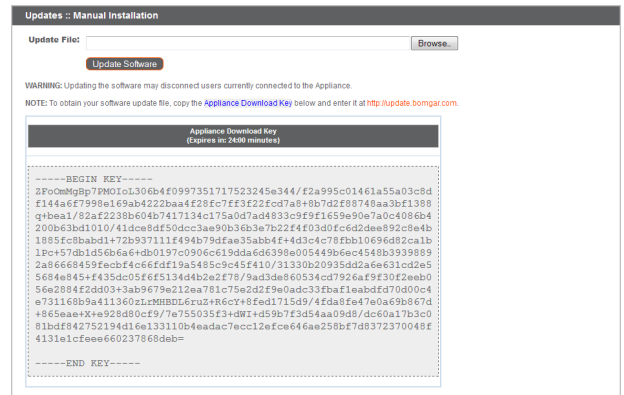 Updates :: Manual Installation
Update File:
Browse..
Update Software
WARNING: Updating the software may disconned users currently connected to the Appliance.
NOTE: To obtain your software update file, copy the Appliance Download Key below and enter it at http://update.bomgar.com.
Appliance Download Key
(Expires in: 24:00 minutes)
-----BEGIN KEY-----
2FoOmMgBp7PMOIoL306b4f0997351717523245e344/f2a995c01461a55a03c8d
f144a6f7998e169ab4222baa4f28fc7ff3f22fcd7a8+8b7d2f88748aa3bf1388
q+bea1/82af2238b604b7417134c175a0d7ad4833c9f9f1659e90e7a0c4086b4
200b63bd1010/41dce8df50dcc3ae90b36b3e7b22f4f03d0fc6d2dee892c8e4b
1885fc8babd1+72b937111f494b79dfae35abb4f+4d3c4c78fbb10696d82ca1b
lPc+57db1d56b6a6+db0197c0906c619dda6d6398e005449b6ec4548b3939889
2a86668459fecbf4c66fdf19a5485c9c45f410/31330b20935dd2a6e631cd2e5
5684e845+f435dc05f6f5134d4b2e2f78/9ad3de860534cd7926af9f30f2eeb0
56e2884f2dd03+3ab9679e212ea781c75e2d2f9e0adc33fbaf1eabdfd70d00c4
e731168b9a411360zLrMHBDL6ruZ+R6cY+8fed1715d9/4fda8fe47e0a69b867d
+865eae+X+e928d80cf9/7e755035f3+dWI+d59b7f3d54aa09d8/dc60a17b3c0
81bdf842752194d16e133110b4eadac7ecc12efce646ae258bf7d8372370048f
4131e1cfeee660237868deb=
-----END KEY-----